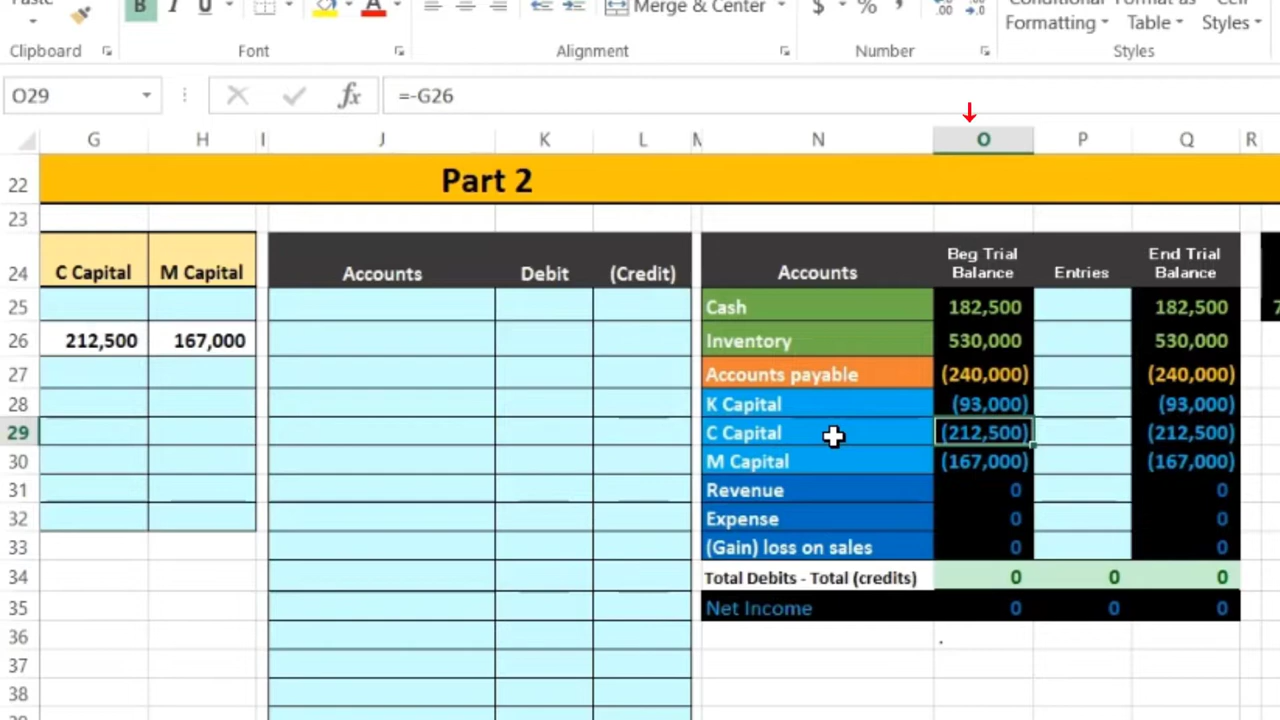 B I U A Merge & Center $ % , Conditional Format as Cell
Formatting Table Styles
Clipboard Font Alignment Number Styles
O29 fx =-G26
G H I J K L M N O P Q R
22 Part 2
23
24 C Capital M Capital Accounts Debit (Credit) Accounts Beg Trial Balance Entries End Trial Balance
25 Cash 182,500 182,500
26 212,500 167,000 Inventory 530,000 530,000
27 Accounts payable (240,000) (240,000)
28 K Capital (93,000) (93,000)
29 C Capital (212,500) (212,500)
30 M Capital (167,000) (167,000)
31 Revenue 0 0
32 Expense 0 0
33 (Gain) loss on sales 0 0
34 Total Debits - Total (credits) 0 0 0
35 Net Income 0 0 0
36
37
38